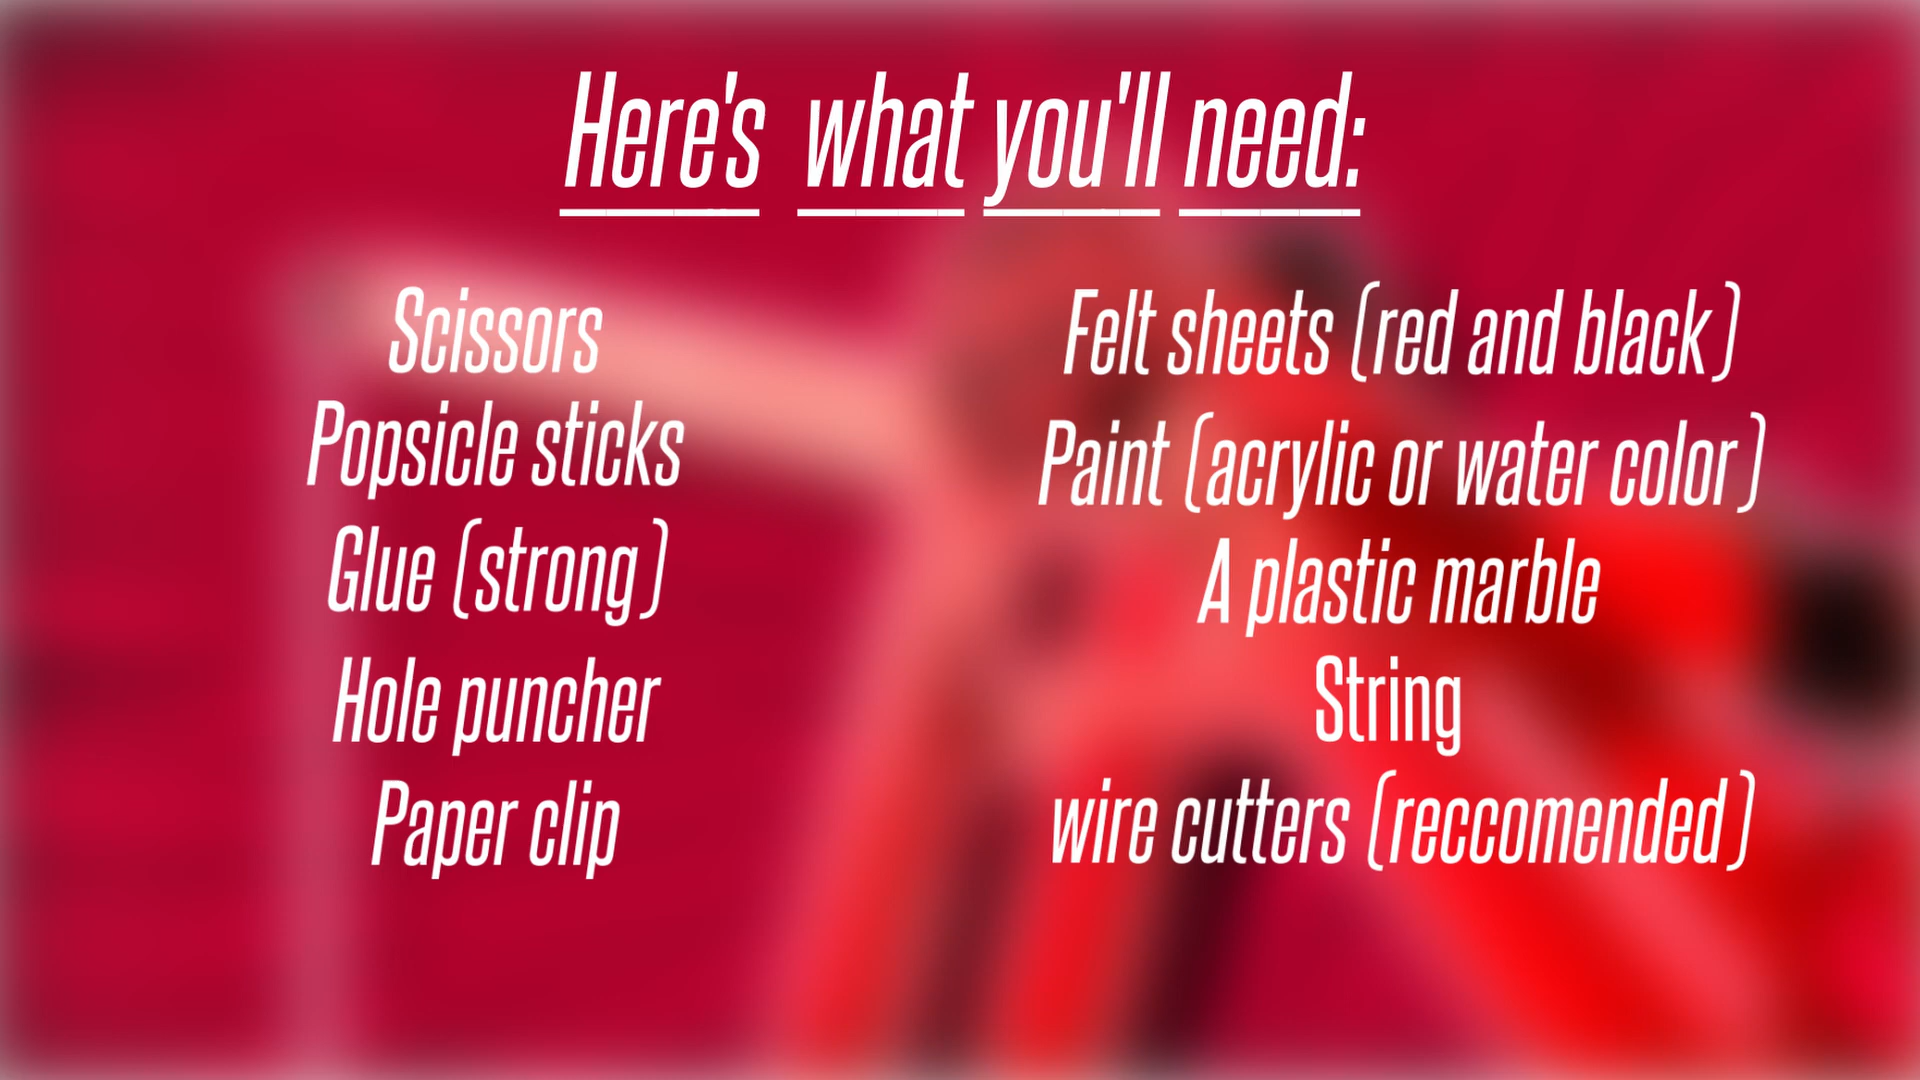 Here's what you'll need:
Scissors
Popsicle sticks
Glue (strong)
Hole puncher
Paper clip
Felt sheets (red and black)
Paint (acrylic or water color)
A plastic marble
String
wire cutters (reccomended)